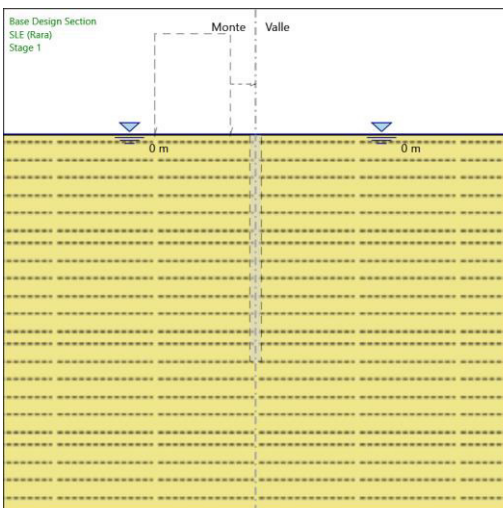 Base Design Section
SLE (Rara)
Stage 1
Monte
Valle
0 m
0 m